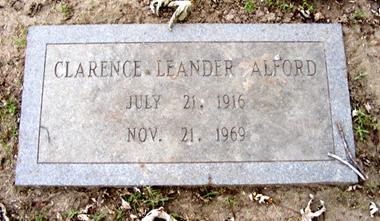 CLARENCE LEANDER ALFORD
JULY 21, 1916
NOV. 21, 1969